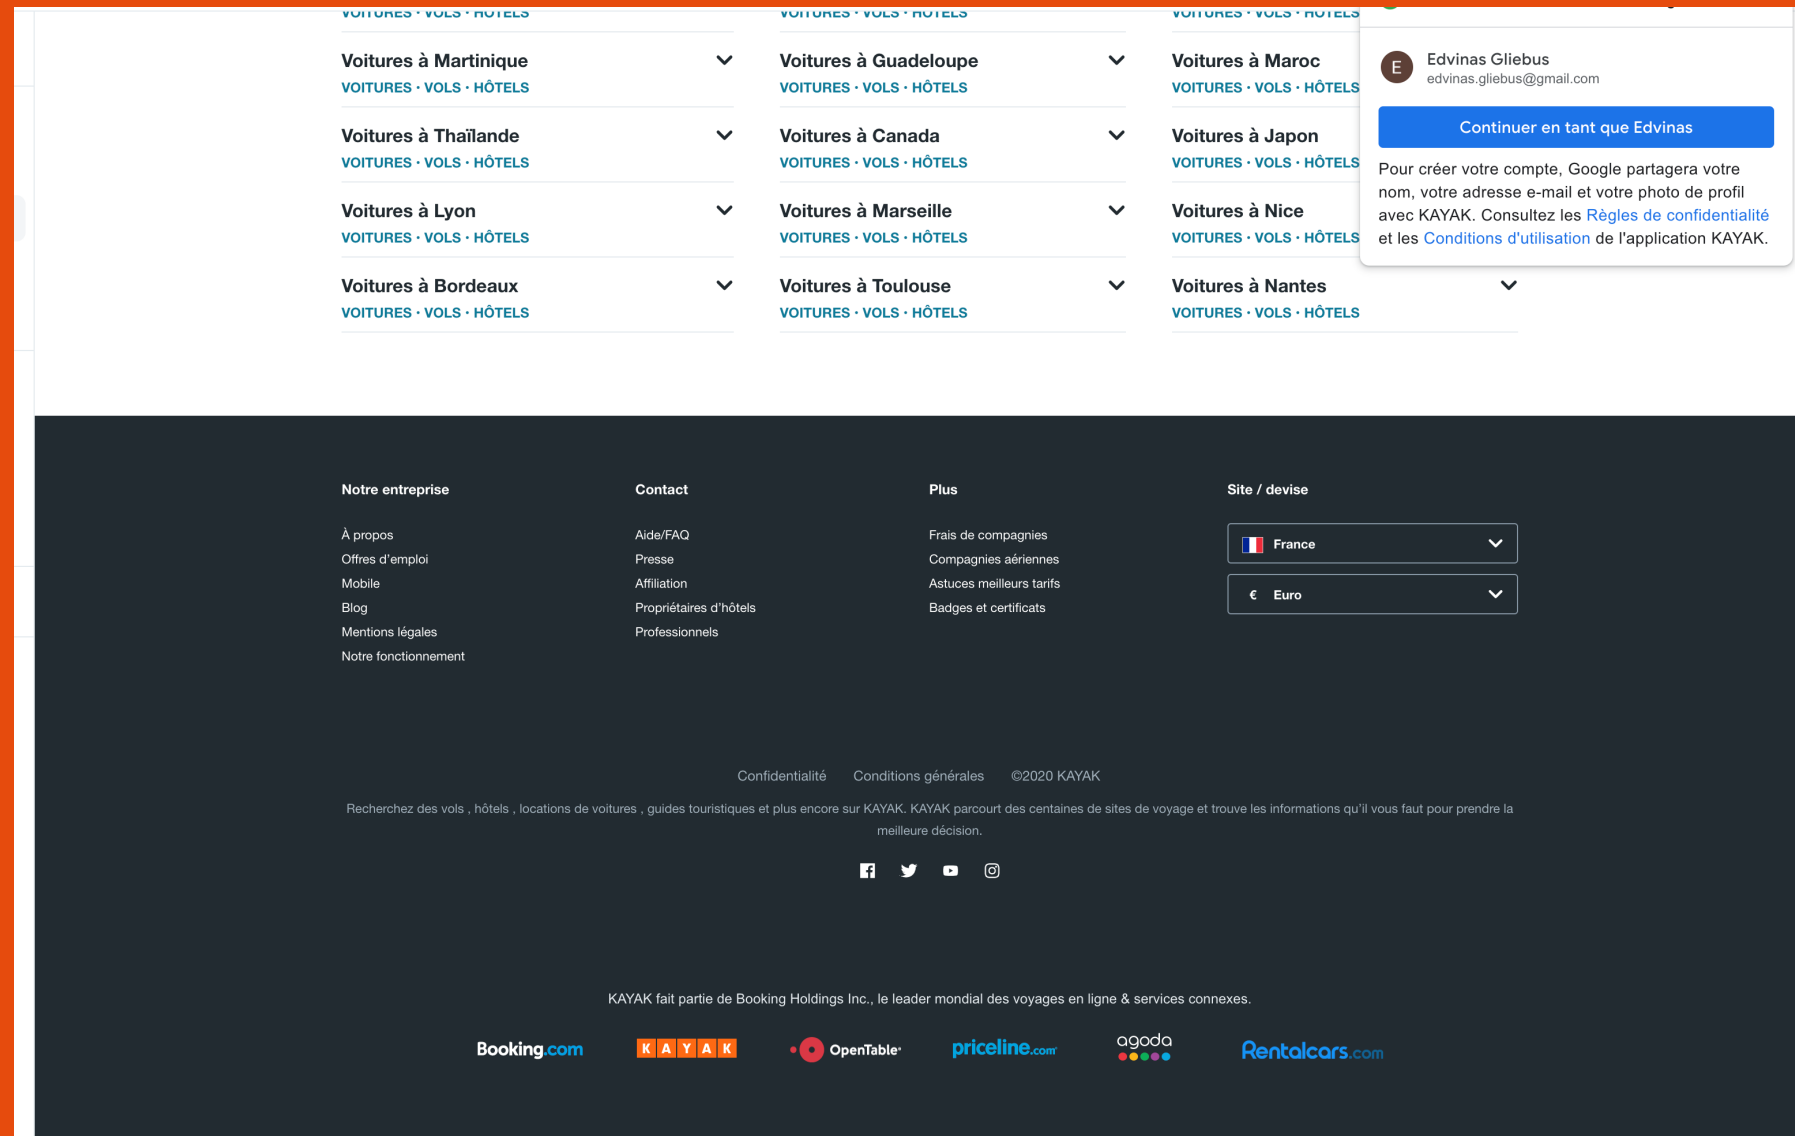 VOITURES · VOLS · HÔTELS
VOITURES · VOLS · HÔTELS
VOITURES · VOLS · HÔTELS
Voitures à Martinique
VOITURES · VOLS · HÔTELS
Voitures à Guadeloupe
VOITURES · VOLS · HÔTELS
Voitures à Maroc
VOITURES · VOLS · HÔTELS
Voitures à Thaïlande
VOITURES · VOLS · HÔTELS
Voitures à Canada
VOITURES · VOLS · HÔTELS
Voitures à Japon
VOITURES · VOLS · HÔTELS
Voitures à Lyon
VOITURES · VOLS · HÔTELS
Voitures à Marseille
VOITURES · VOLS · HÔTELS
Voitures à Nice
VOITURES · VOLS · HÔTELS
Voitures à Bordeaux
VOITURES · VOLS · HÔTELS
Voitures à Toulouse
VOITURES · VOLS · HÔTELS
Voitures à Nantes
VOITURES · VOLS · HÔTELS
E
Edvinas Gliebus
edvinas.gliebus@gmail.com
Continuer en tant que Edvinas
Pour créer votre compte, Google partagera votre
nom, votre adresse e-mail et votre photo de profil
avec KAYAK. Consultez les Règles de confidentialité
et les Conditions d'utilisation de l'application KAYAK.
Notre entreprise
À propos
Offres d'emploi
Mobile
Blog
Mentions légales
Notre fonctionnement
Contact
Aide/FAQ
Presse
Affiliation
Propriétaires d'hôtels
Professionnels
Plus
Frais de compagnies
Compagnies aériennes
Astuces meilleurs tarifs
Badges et certificats
Site / devise
France
€ Euro
Confidentialité Conditions générales ©2020 KAYAK
Recherchez des vols , hôtels , locations de voitures , guides touristiques et plus encore sur KAYAK. KAYAK parcourt des centaines de sites de voyage et trouve les informations qu'il vous faut pour prendre la
meilleure décision.
KAYAK fait partie de Booking Holdings Inc., le leader mondial des voyages en ligne & services connexes.
Booking.com
KAYAK
OpenTable
priceline.com
agoda
Rentalcars.com